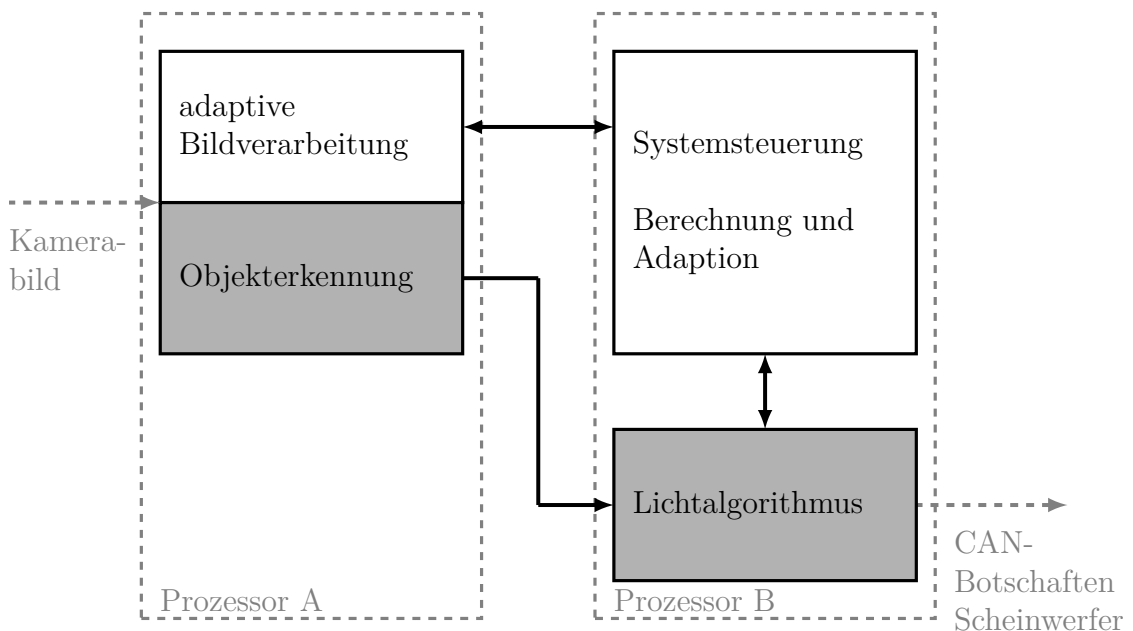 adaptive
Bildverarbeitung
Systemsteuerung
Berechnung und
Adaption
Kamera-
bild
Objekterkennung
Lichtalgorithmus
CAN-
Botschaften
Scheinwerfer
Prozessor A
Prozessor B